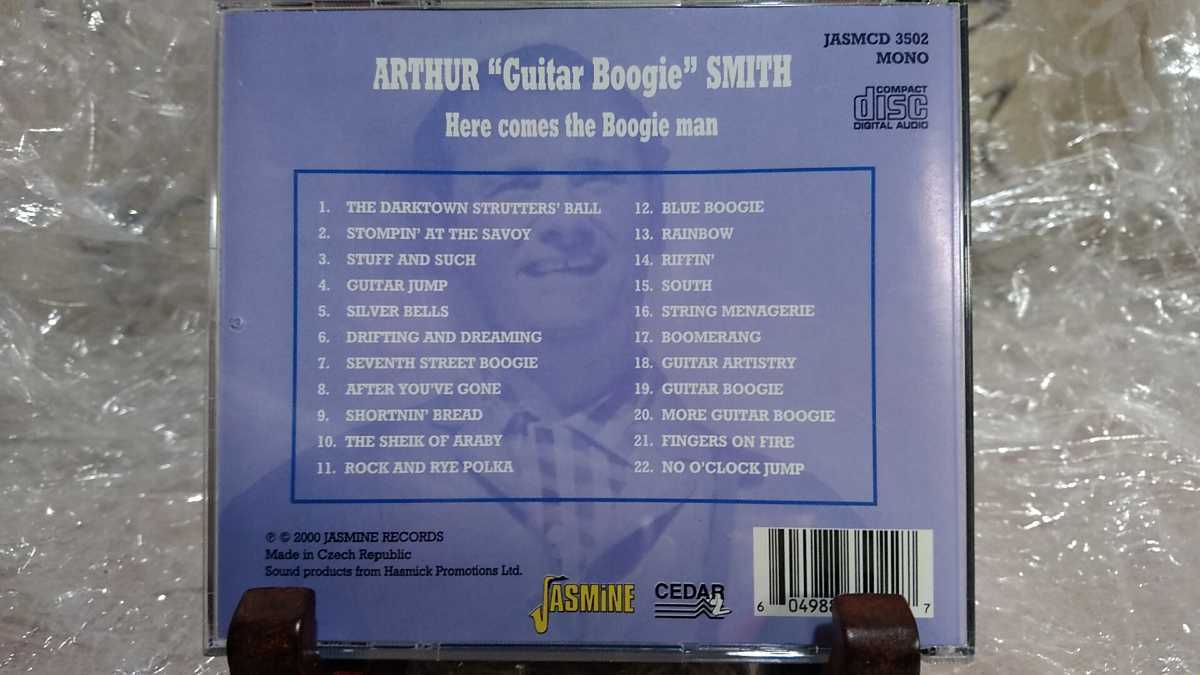 JASMCD 3502
MONO
ARTHUR “Guitar Boogie” SMITH
Here comes the Boogie man
COMPACT
disc
DIGITAL AUDIO
1. THE DARKTOWN STRUTTERS’ BALL
2. STOMPIN’ AT THE SAVOY
3. STUFF AND SUCH
4. GUITAR JUMP
5. SILVER BELLS
6. DRIFTING AND DREAMING
7. SEVENTH STREET BOOGIE
8. AFTER YOU’VE GONE
9. SHORTNIN’ BREAD
10. THE SHEIK OF ARABY
11. ROCK AND RYE POLKA
12. BLUE BOOGIE
13. RAINBOW
14. RIFFIN’
15. SOUTH
16. STRING MENAGERIE
17. BOOMERANG
18. GUITAR ARTISTRY
19. GUITAR BOOGIE
20. MORE GUITAR BOOGIE
21. FINGERS ON FIRE
22. NO O’CLOCK JUMP
℗ © 2000 JASMINE RECORDS
Made in Czech Republic
Sound products from Hasmick Promotions Ltd.
JASMiNE
CEDAR
6 0498 7